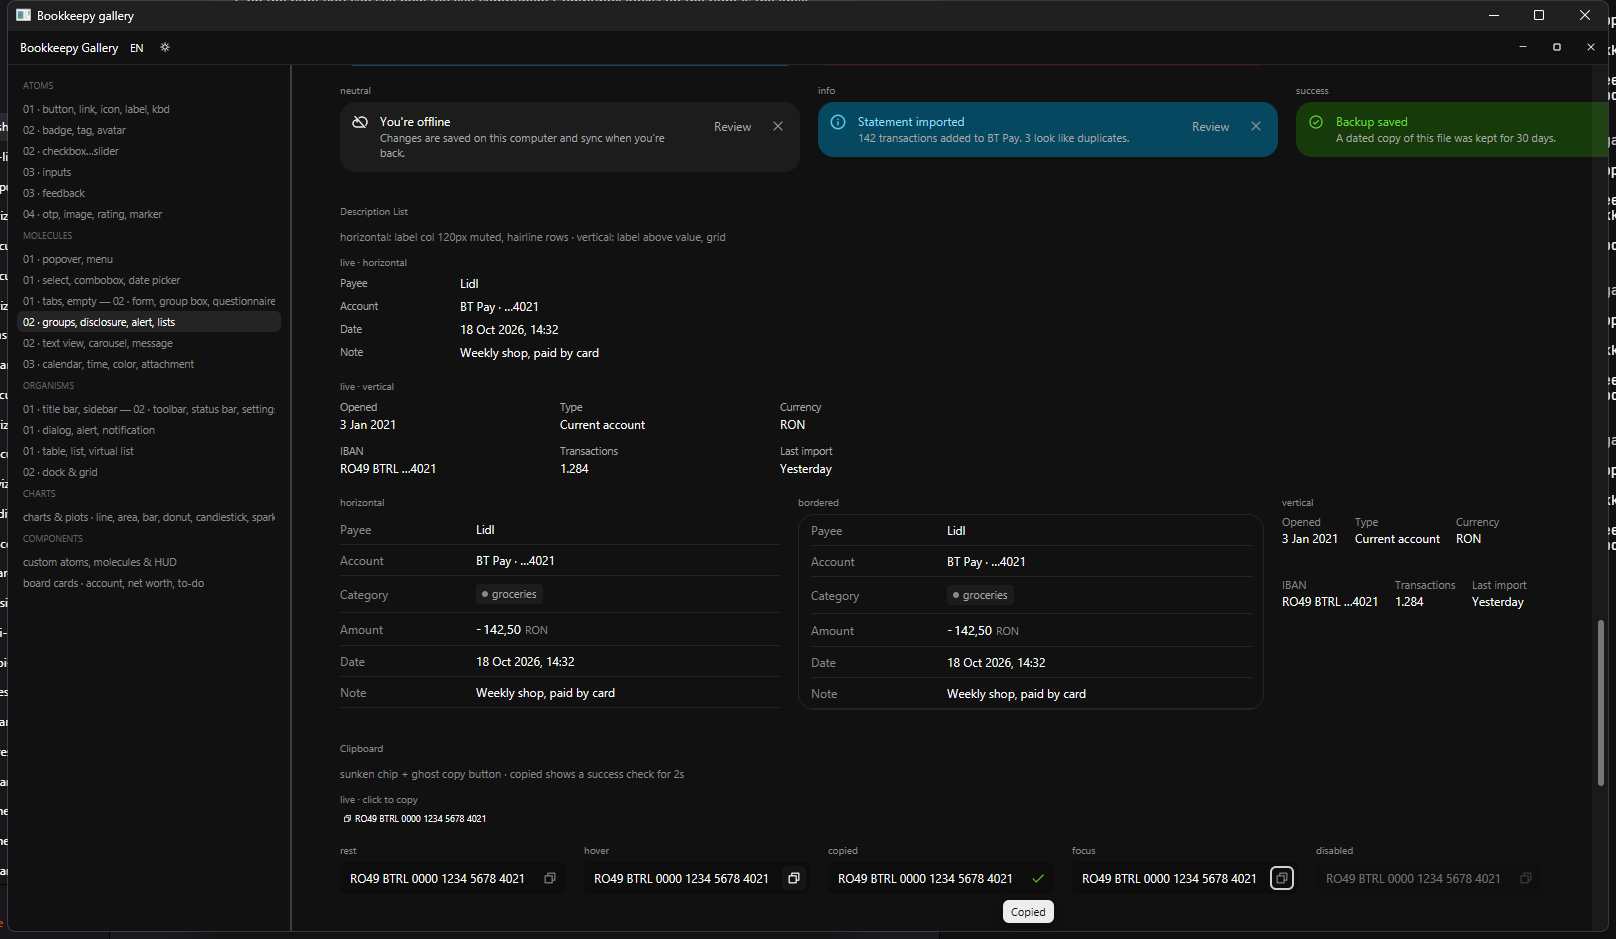 Bookkeepy gallery
Bookkeepy Gallery EN
ATOMS
01 · button, link, icon, label, kbd
02 · badge, tag, avatar
02 · checkbox...slider
03 · inputs
03 · feedback
04 · otp, image, rating, marker
MOLECULES
01 · popover, menu
01 · select, combobox, date picker
01 · tabs, empty — 02 · form, group box, questionnaire
02 · groups, disclosure, alert, lists
02 · text view, carousel, message
03 · calendar, time, color, attachment
ORGANISMS
01 · title bar, sidebar — 02 · toolbar, status bar, setting
01 · dialog, alert, notification
01 · table, list, virtual list
02 · dock & grid
CHARTS
charts & plots · line, area, bar, donut, candlestick, spark
COMPONENTS
custom atoms, molecules & HUD
board cards · account, net worth, to-do
neutral
You're offline
Changes are saved on this computer and sync when you're
back.
Review
info
Statement imported
142 transactions added to BT Pay. 3 look like duplicates.
Review
success
Backup saved
A dated copy of this file was kept for 30 days.
Description List
horizontal: label col 120px muted, hairline rows · vertical: label above value, grid
live · horizontal
Payee Lidl
Account BT Pay · ...4021
Date 18 Oct 2026, 14:32
Note Weekly shop, paid by card
live · vertical
Opened Type Currency
3 Jan 2021 Current account RON
IBAN Transactions Last import
RO49 BTRL ...4021 1.284 Yesterday
horizontal
Payee Lidl
Account BT Pay · ...4021
Category groceries
Amount - 142,50 RON
Date 18 Oct 2026, 14:32
Note Weekly shop, paid by card
bordered
Payee Lidl
Account BT Pay · ...4021
Category groceries
Amount - 142,50 RON
Date 18 Oct 2026, 14:32
Note Weekly shop, paid by card
vertical
Opened Type Currency
3 Jan 2021 Current account RON
IBAN Transactions Last import
RO49 BTRL ...4021 1.284 Yesterday
Clipboard
sunken chip + ghost copy button · copied shows a success check for 2s
live · click to copy
RO49 BTRL 0000 1234 5678 4021
rest hover copied focus disabled
RO49 BTRL 0000 1234 5678 4021 RO49 BTRL 0000 1234 5678 4021 RO49 BTRL 0000 1234 5678 4021 RO49 BTRL 0000 1234 5678 4021 RO49 BTRL 0000 1234 5678 4021
Copied